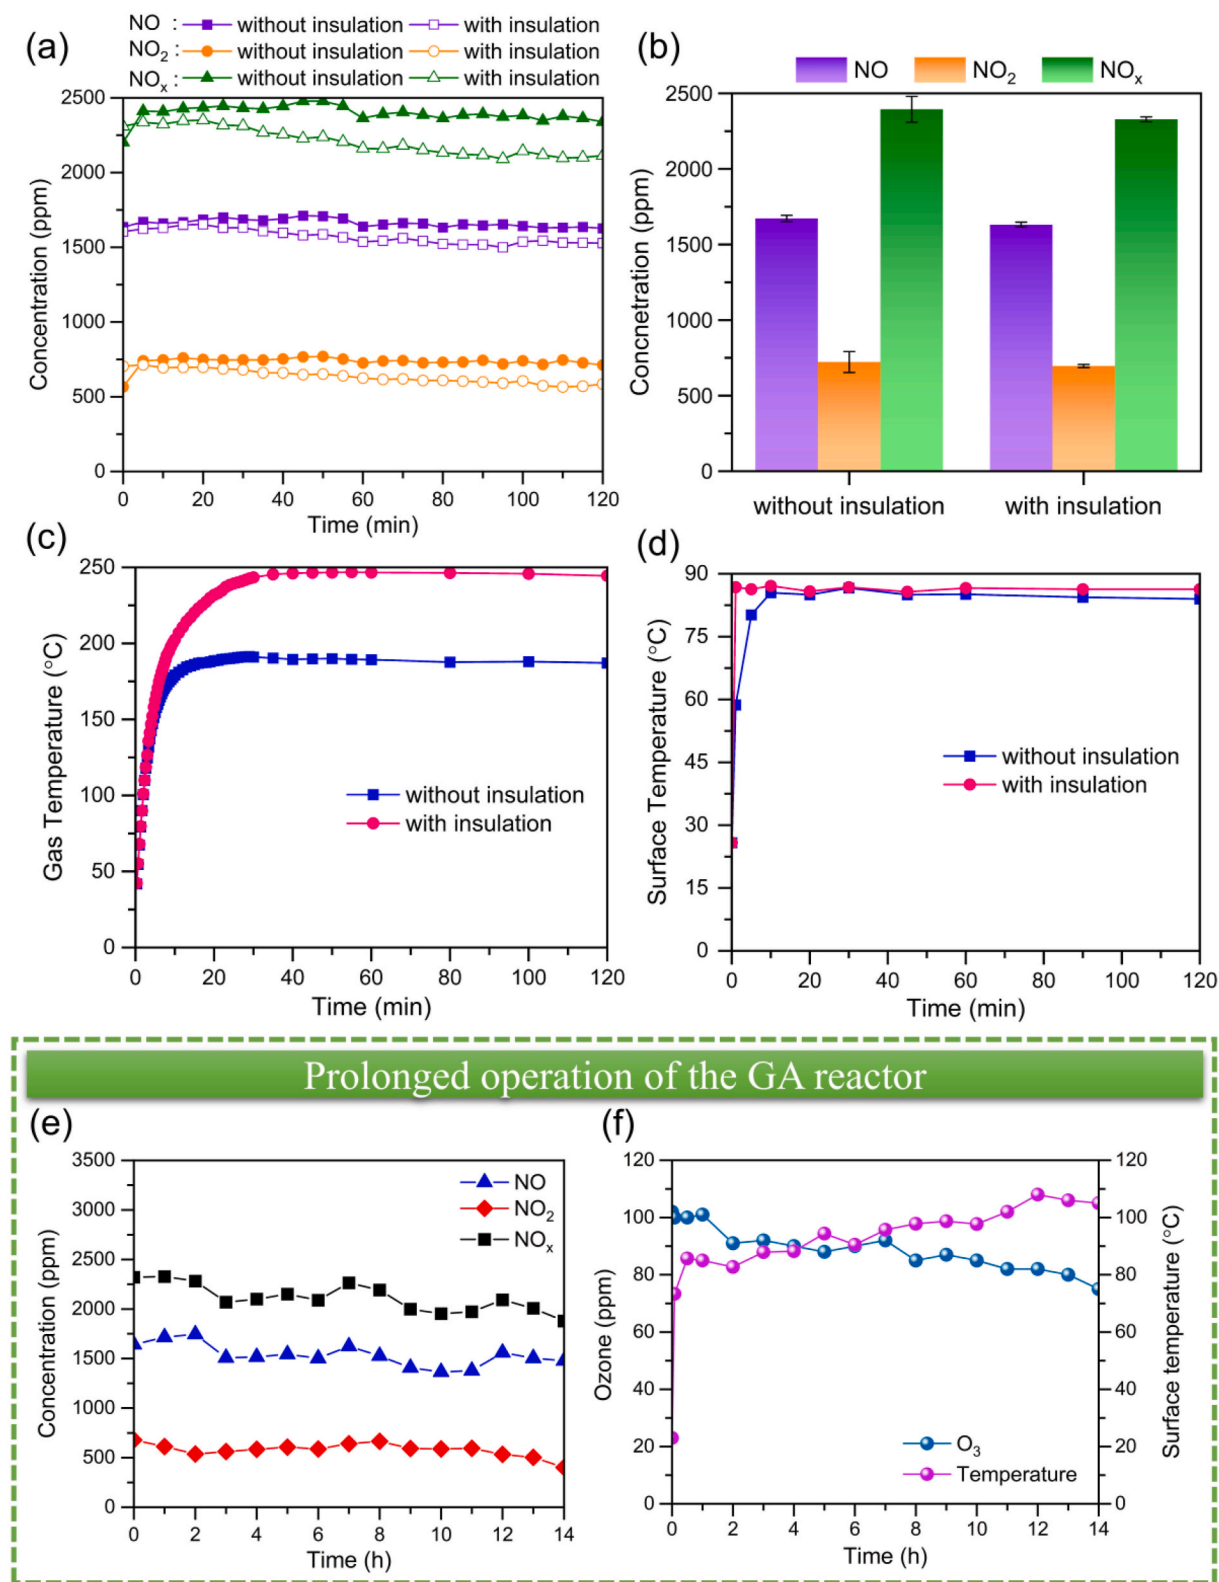 (a)
NO : without insulation with insulation
NO2 : without insulation with insulation
NOx : without insulation with insulation
2500
2000
1500
1000
500
0
Concentration (ppm)
0 20 40 60 80 100 120
Time (min)
(b)
NO NO2 NOx
2500
2000
1500
1000
500
0
Concnetration (ppm)
without insulation with insulation
(c)
250
200
150
100
50
0
Gas Temperature (°C)
without insulation
with insulation
0 20 40 60 80 100 120
Time (min)
(d)
90
75
60
45
30
15
0
Surface Temperature (°C)
without insulation
with insulation
0 20 40 60 80 100 120
Time (min)
Prolonged operation of the GA reactor
(e)
3500
3000
2500
2000
1500
1000
500
0
Concentration (ppm)
NO
NO2
NOx
0 2 4 6 8 10 12 14
Time (h)
(f)
120
100
80
60
40
20
0
Ozone (ppm)
O3
Temperature
120
100
80
60
40
20
0
Surface temperature (°C)
0 2 4 6 8 10 12 14
Time (h)